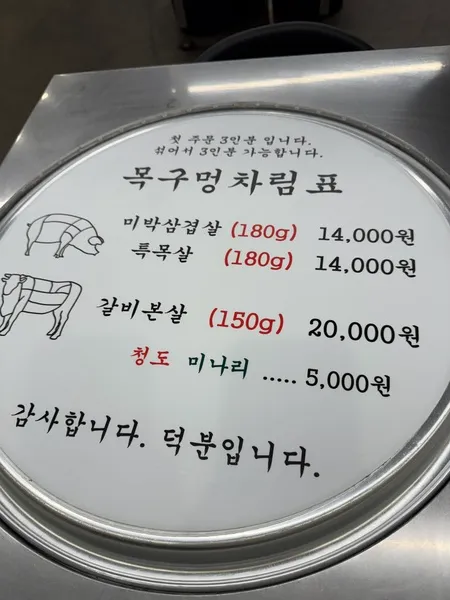 첫 주문 3인분 입니다.
섞어서 3인분 가능합니다.
목구멍 차림표
미박삼겹살 (180g) 14,000원
특목살 (180g) 14,000원
갈비본살 (150g) 20,000원
청도 미나리 ..... 5,000원
감사합니다. 덕분입니다.